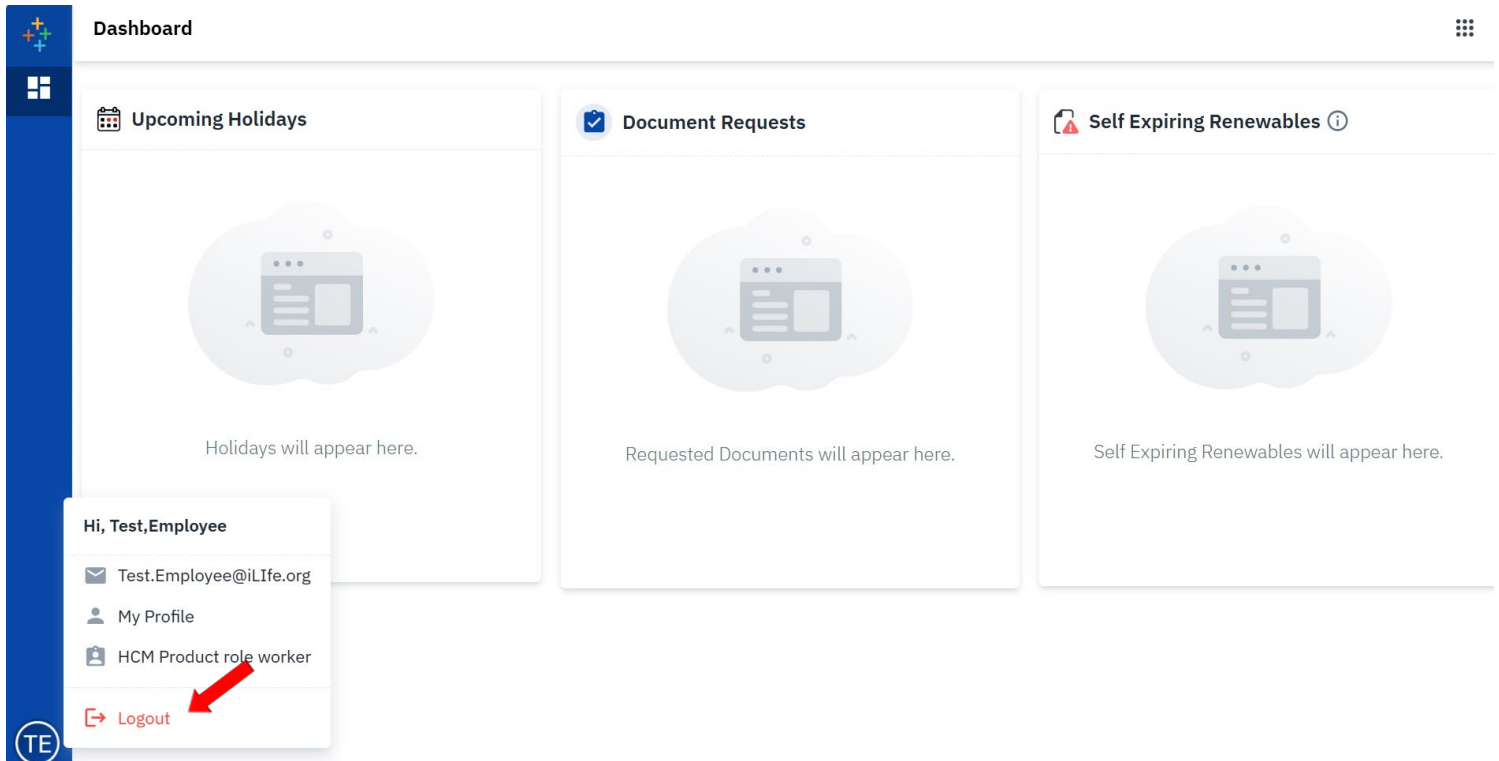 Dashboard
Upcoming Holidays
Document Requests
Self Expiring Renewables
Holidays will appear here.
Requested Documents will appear here.
Self Expiring Renewables will appear here.
Hi, Test,Employee
Test.Employee@iLIfe.org
My Profile
HCM Product role worker
Logout
TE